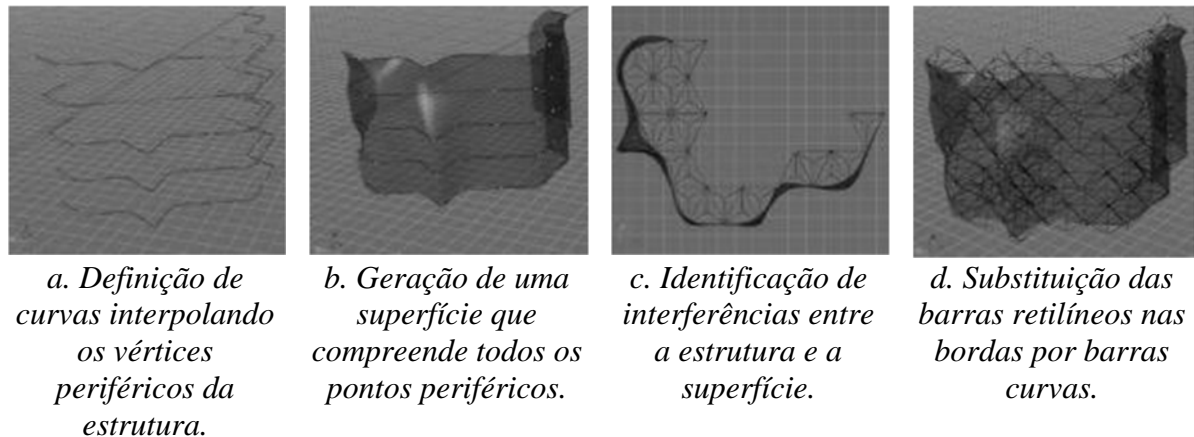 a. Definição de
curvas interpolando
os vértices
periféricos da
estrutura.
b. Geração de uma
superfície que
compreende todos os
pontos periféricos.
c. Identificação de
interferências entre
a estrutura e a
superfície.
d. Substituição das
barras retilíneos nas
bordas por barras
curvas.